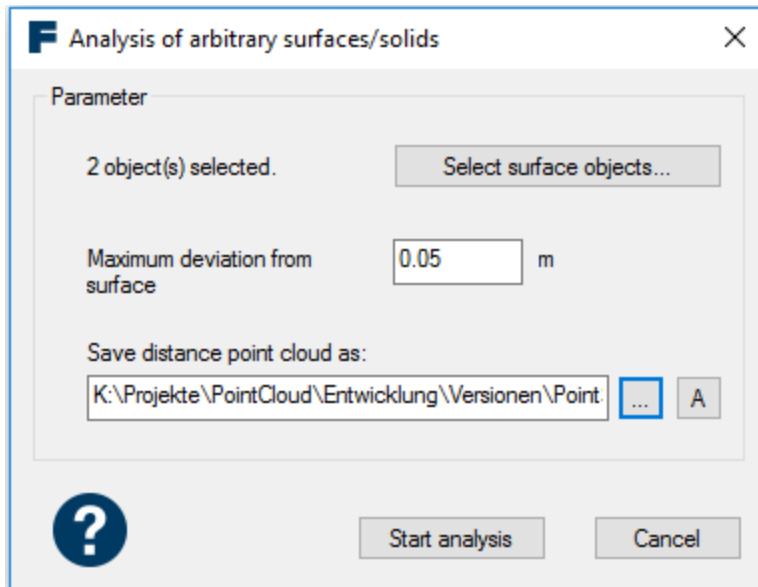 F Analysis of arbitrary surfaces/solids
Parameter
2 object(s) selected.
Select surface objects...
Maximum deviation from
surface
0.05
m
Save distance point cloud as:
K:\Projekte\PointCloud\Entwicklung\Versionen\Point
...
A
?
Start analysis
Cancel